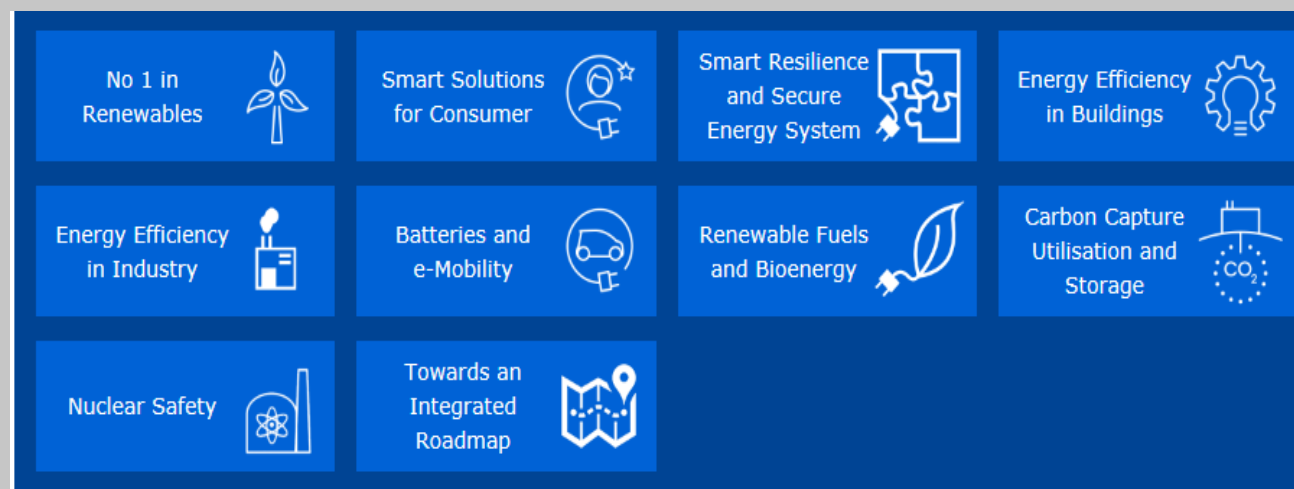 No 1 in
Renewables
Smart Solutions
for Consumer
Smart Resilience
and Secure
Energy System
Energy Efficiency
in Buildings
Energy Efficiency
in Industry
Batteries and
e-Mobility
Renewable Fuels
and Bioenergy
Carbon Capture
Utilisation and
Storage
CO₂
Nuclear Safety
Towards an
Integrated
Roadmap